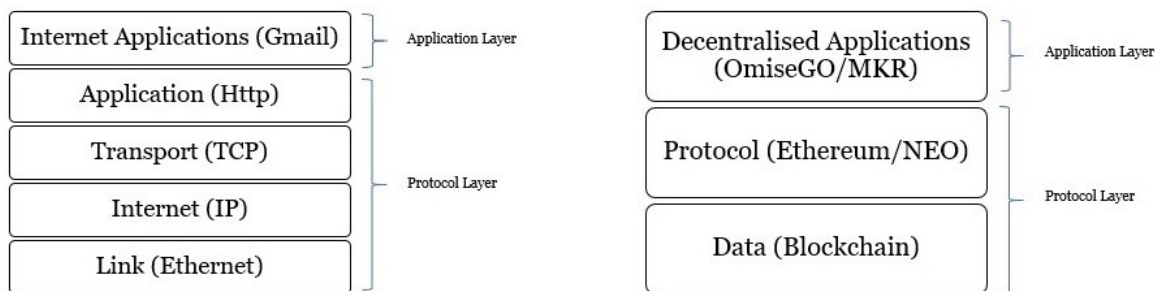 Internet Applications (Gmail)
Application Layer
Application (Http)
Transport (TCP)
Protocol Layer
Internet (IP)
Link (Ethernet)
Decentralised Applications
(OmiseGO/MKR)
Application Layer
Protocol (Ethereum/NEO)
Protocol Layer
Data (Blockchain)